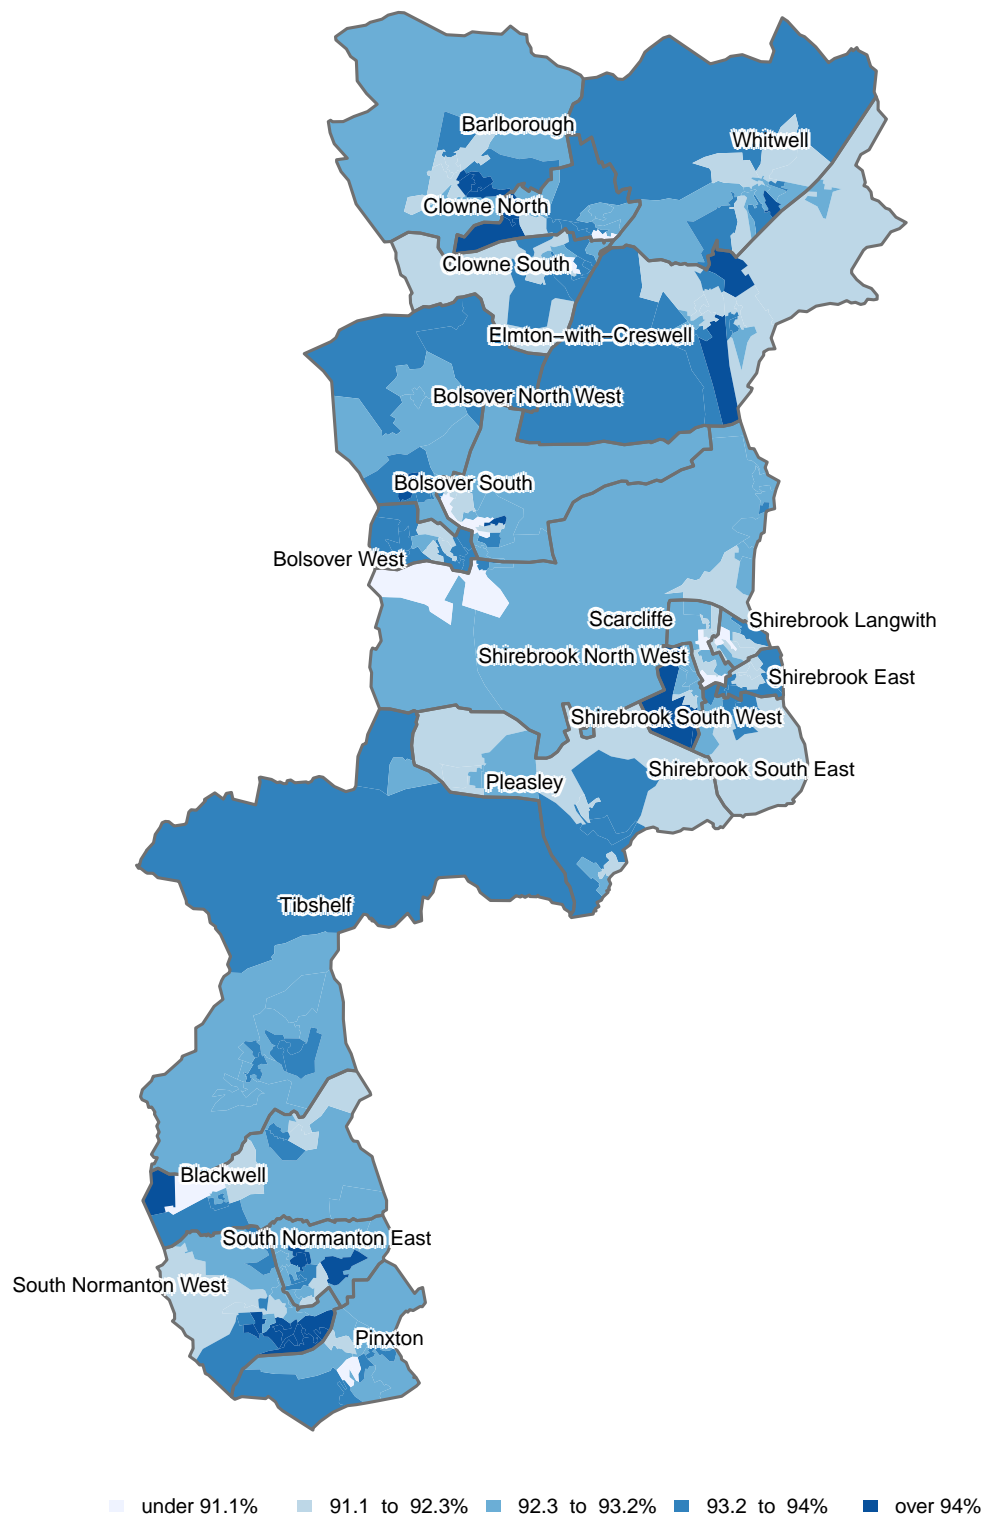 Barlborough
Whitwell
Clowne North
Clowne South
Elmton−with−Creswell
Bolsover North West
Bolsover South
Bolsover West
Scarcliffe
Shirebrook Langwith
Shirebrook North West
Shirebrook East
Shirebrook South West
Shirebrook South East
Pleasley
Tibshelf
Blackwell
South Normanton East
South Normanton West
Pinxton
under 91.1% 91.1 to 92.3% 92.3 to 93.2% 93.2 to 94% over 94%